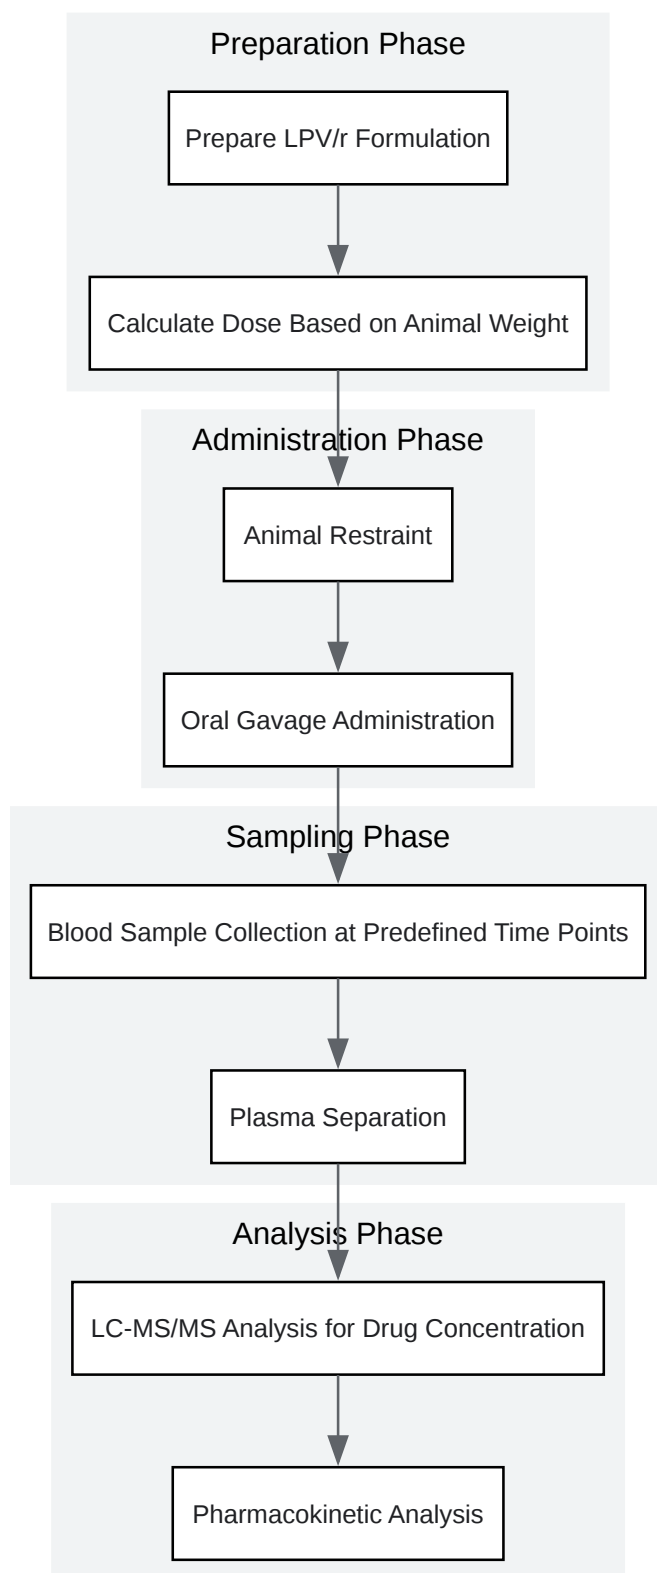 Preparation Phase
Prepare LPV/r Formulation
Calculate Dose Based on Animal Weight
Administration Phase
Animal Restraint
Oral Gavage Administration
Sampling Phase
Blood Sample Collection at Predefined Time Points
Plasma Separation
Analysis Phase
LC-MS/MS Analysis for Drug Concentration
Pharmacokinetic Analysis